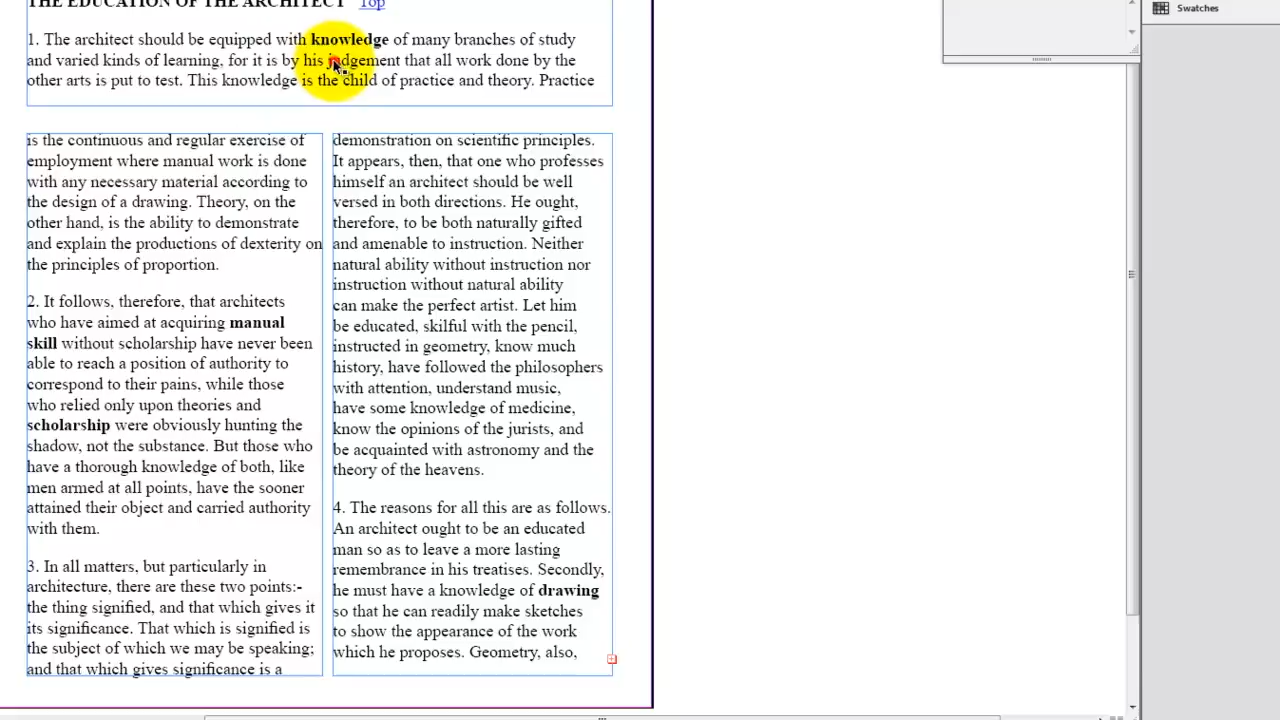 THE EDUCATION OF THE ARCHITECT Top
1. The architect should be equipped with knowledge of many branches of study
and varied kinds of learning, for it is by his judgement that all work done by the
other arts is put to test. This knowledge is the child of practice and theory. Practice
is the continuous and regular exercise of
employment where manual work is done
with any necessary material according to
the design of a drawing. Theory, on the
other hand, is the ability to demonstrate
and explain the productions of dexterity on
the principles of proportion.
2. It follows, therefore, that architects
who have aimed at acquiring manual
skill without scholarship have never been
able to reach a position of authority to
correspond to their pains, while those
who relied only upon theories and
scholarship were obviously hunting the
shadow, not the substance. But those who
have a thorough knowledge of both, like
men armed at all points, have the sooner
attained their object and carried authority
with them.
3. In all matters, but particularly in
architecture, there are these two points:-
the thing signified, and that which gives it
its significance. That which is signified is
the subject of which we may be speaking;
and that which gives significance is a
demonstration on scientific principles.
It appears, then, that one who professes
himself an architect should be well
versed in both directions. He ought,
therefore, to be both naturally gifted
and amenable to instruction. Neither
natural ability without instruction nor
instruction without natural ability
can make the perfect artist. Let him
be educated, skilful with the pencil,
instructed in geometry, know much
history, have followed the philosophers
with attention, understand music,
have some knowledge of medicine,
know the opinions of the jurists, and
be acquainted with astronomy and the
theory of the heavens.
4. The reasons for all this are as follows.
An architect ought to be an educated
man so as to leave a more lasting
remembrance in his treatises. Secondly,
he must have a knowledge of drawing
so that he can readily make sketches
to show the appearance of the work
which he proposes. Geometry, also,
Swatches